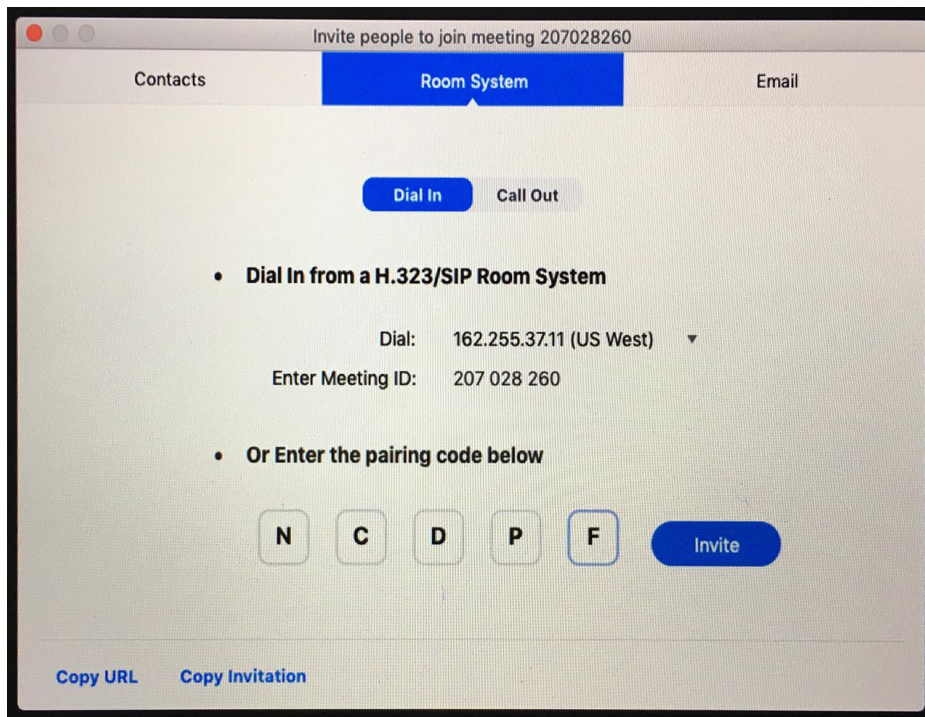 Invite people to join meeting 207028260
Contacts Room System Email
Dial In Call Out
• Dial In from a H.323/SIP Room System
Dial: 162.255.37.11 (US West) ▼
Enter Meeting ID: 207 028 260
• Or Enter the pairing code below
N C D P F Invite
Copy URL Copy Invitation